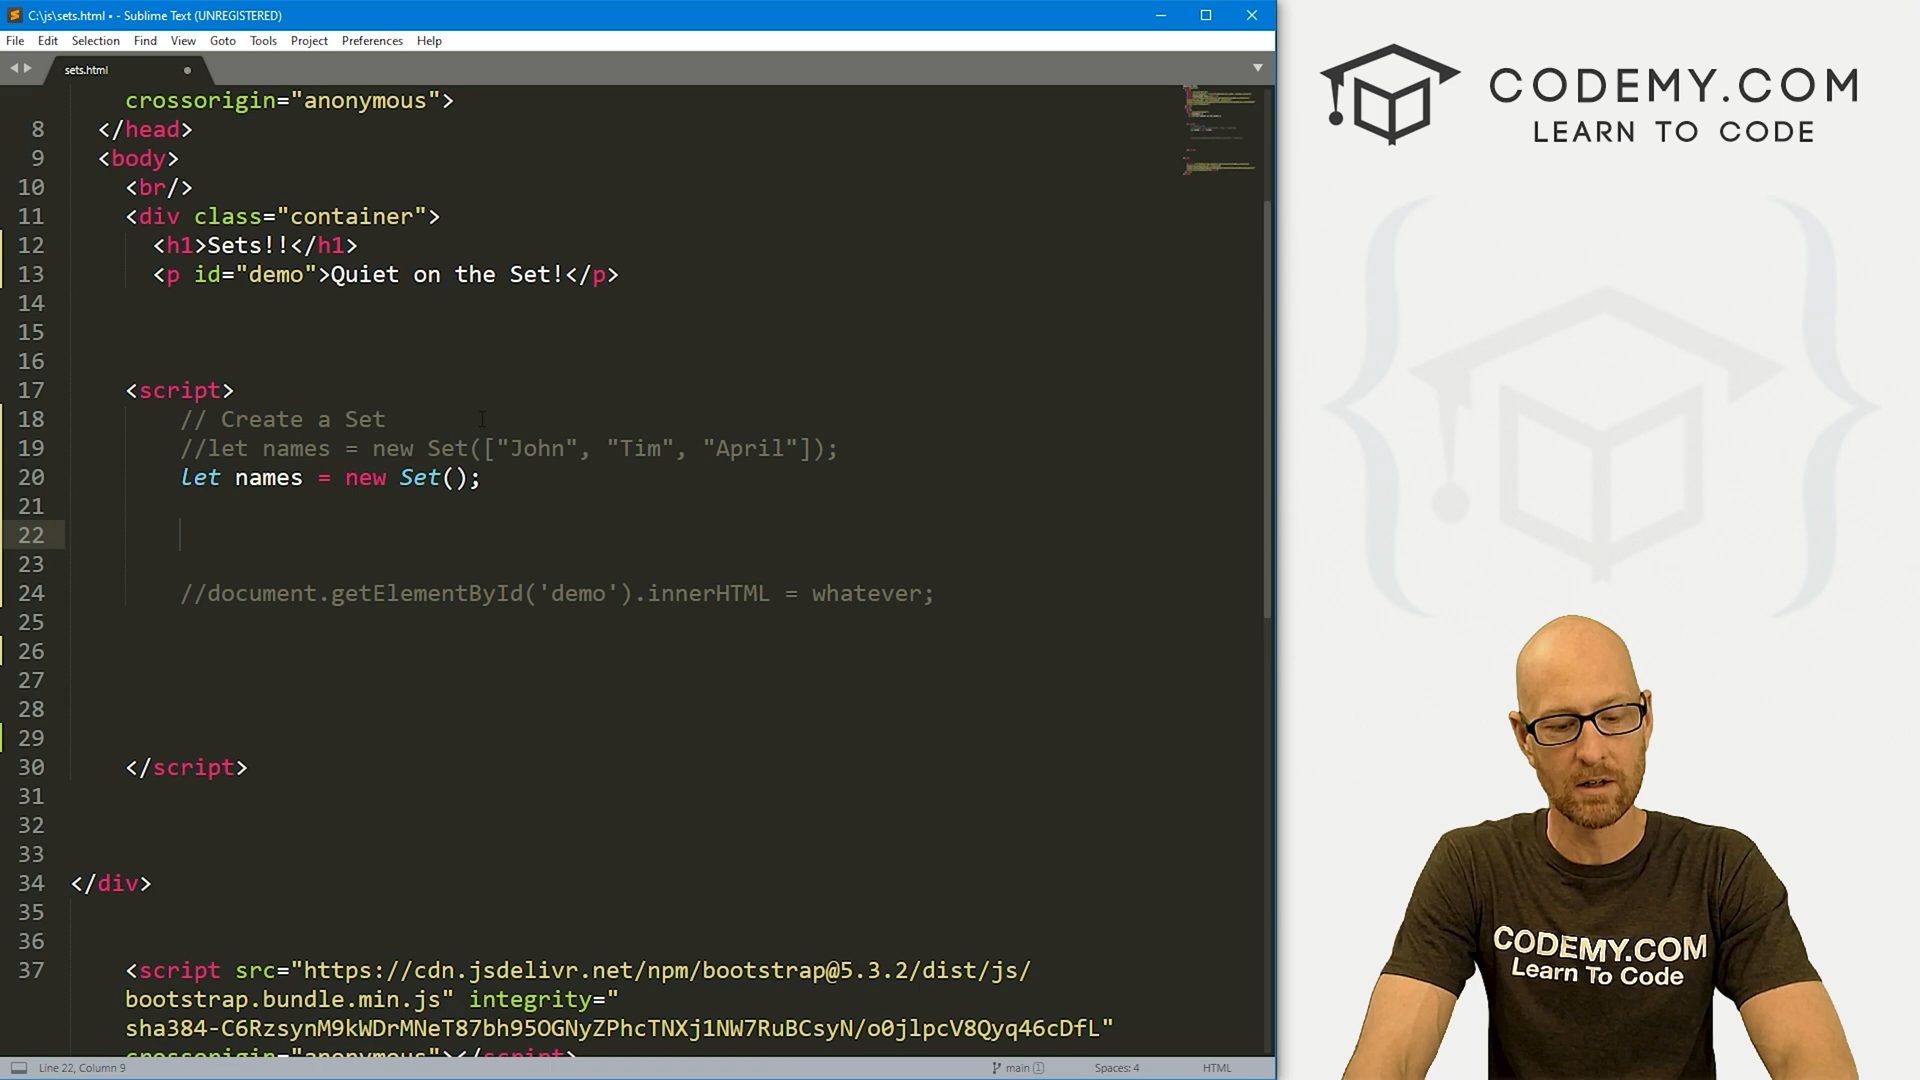 C:\js\sets.html • - Sublime Text (UNREGISTERED)
File Edit Selection Find View Goto Tools Project Preferences Help
sets.html
crossorigin="anonymous">
8 </head>
9 <body>
10 <br/>
11 <div class="container">
12 <h1>Sets!!</h1>
13 <p id="demo">Quiet on the Set!</p>
14
15
16
17 <script>
18 // Create a Set
19 //let names = new Set(["John", "Tim", "April"]);
20 let names = new Set();
21
22
23
24 //document.getElementById('demo').innerHTML = whatever;
25
26
27
28
29
30 </script>
31
32
33
34 </div>
35
36
37 <script src="https://cdn.jsdelivr.net/npm/bootstrap@5.3.2/dist/js/
bootstrap.bundle.min.js" integrity="
sha384-C6RzsynM9kWDrMNeT87bh95OGNyZPhcTNXj1NW7RuBCsyN/o0jlpcV8Qyq46cDfL"
crossorigin="anonymous"></script>
Line 22, Column 9
main 1
Spaces: 4
HTML
CODEMY.COM
LEARN TO CODE
CODEMY.COM
Learn To Code